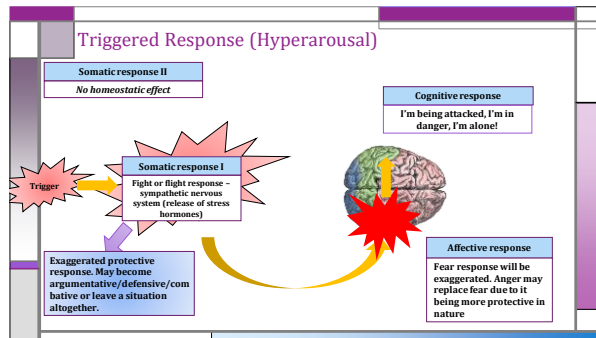 Triggered Response (Hyperarousal)
Somatic response II
No homeostatic effect
Cognitive response
I'm being attacked, I'm in
danger, I'm alone!
Trigger
Somatic response I
Fight or flight response –
sympathetic nervous
system (release of stress
hormones)
Exaggerated protective
response. May become
argumentative/defensive/com
bative or leave a situation
altogether.
Affective response
Fear response will be
exaggerated. Anger may
replace fear due to it
being more protective in
nature